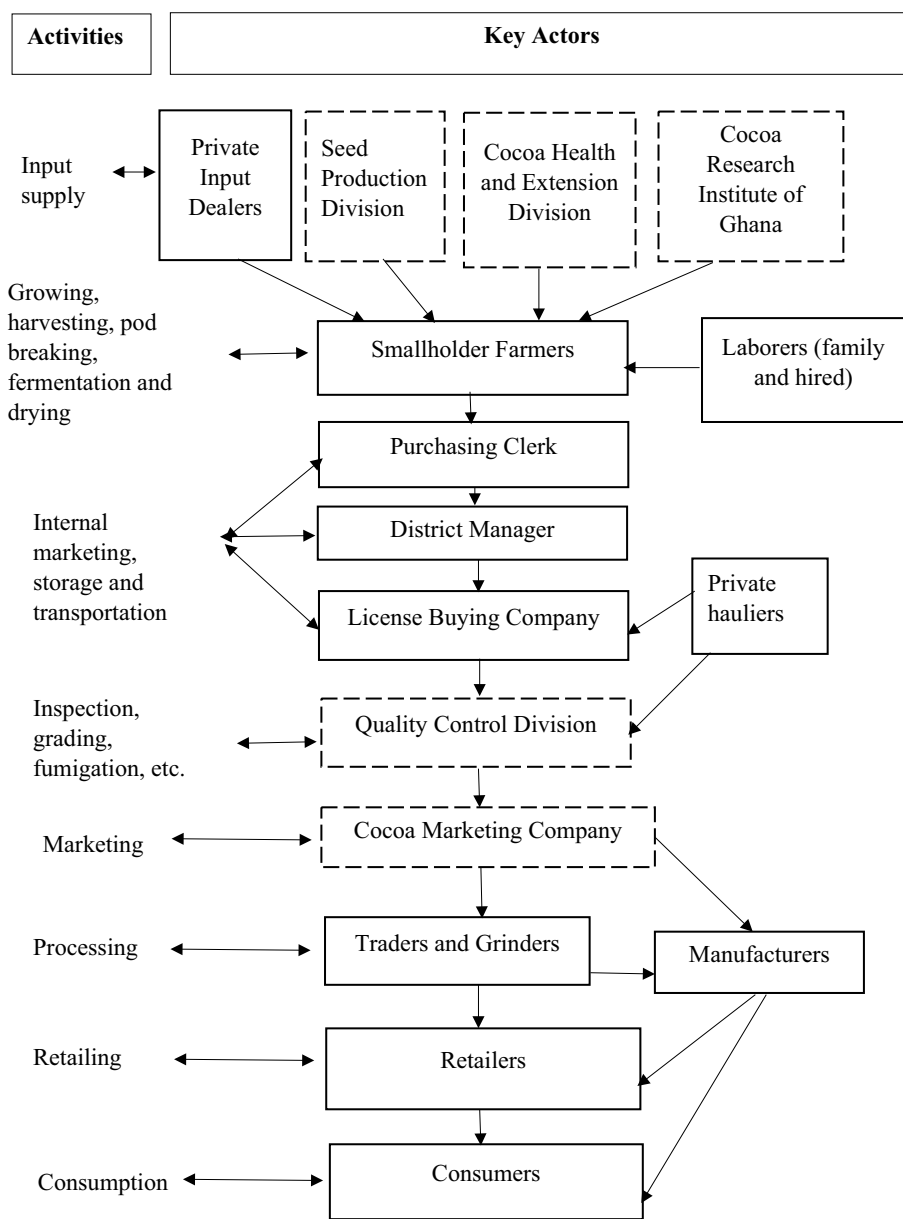 Activities
Key Actors
Input
supply
Private
Input
Dealers
Seed
Production
Division
Cocoa Health
and Extension
Division
Cocoa
Research
Institute of
Ghana
Growing,
harvesting, pod
breaking,
fermentation and
drying
Smallholder Farmers
Laborers (family
and hired)
Purchasing Clerk
Internal
marketing,
storage and
transportation
District Manager
License Buying Company
Private
hauliers
Inspection,
grading,
fumigation, etc.
Quality Control Division
Marketing
Cocoa Marketing Company
Processing
Traders and Grinders
Manufacturers
Retailing
Retailers
Consumption
Consumers